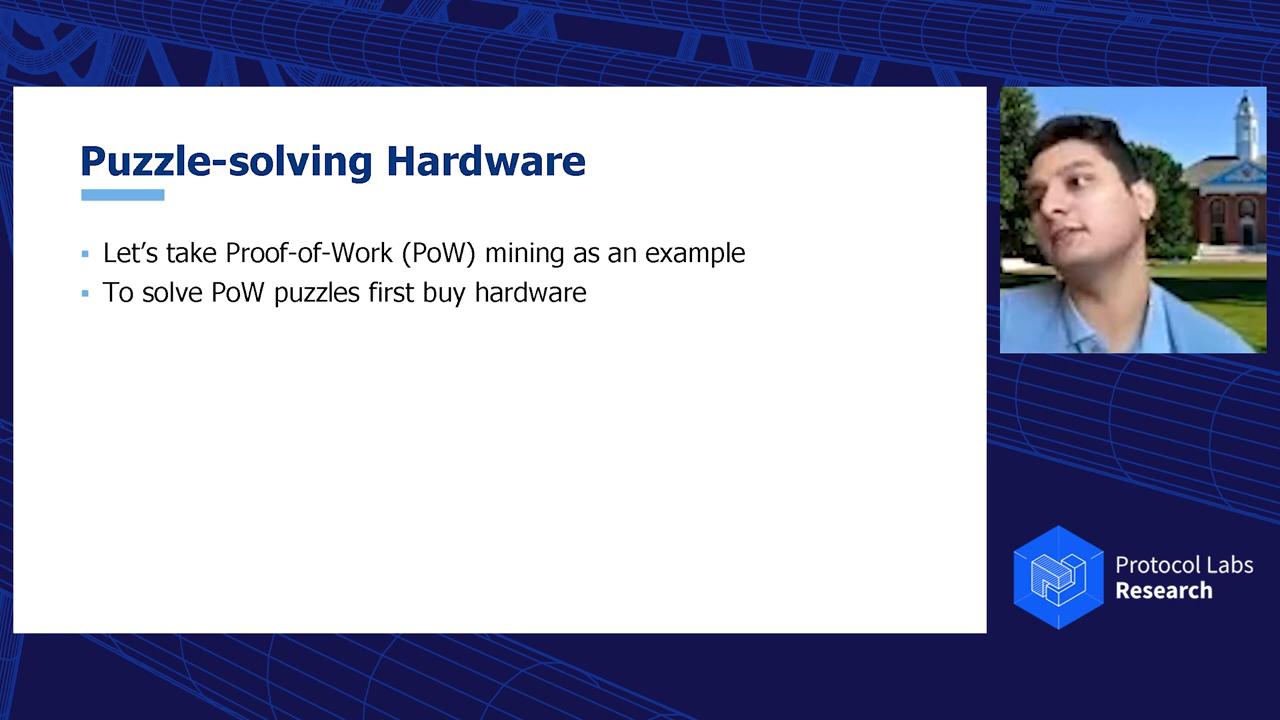 Puzzle-solving Hardware
Let’s take Proof-of-Work (PoW) mining as an example
To solve PoW puzzles first buy hardware
Protocol Labs
Research